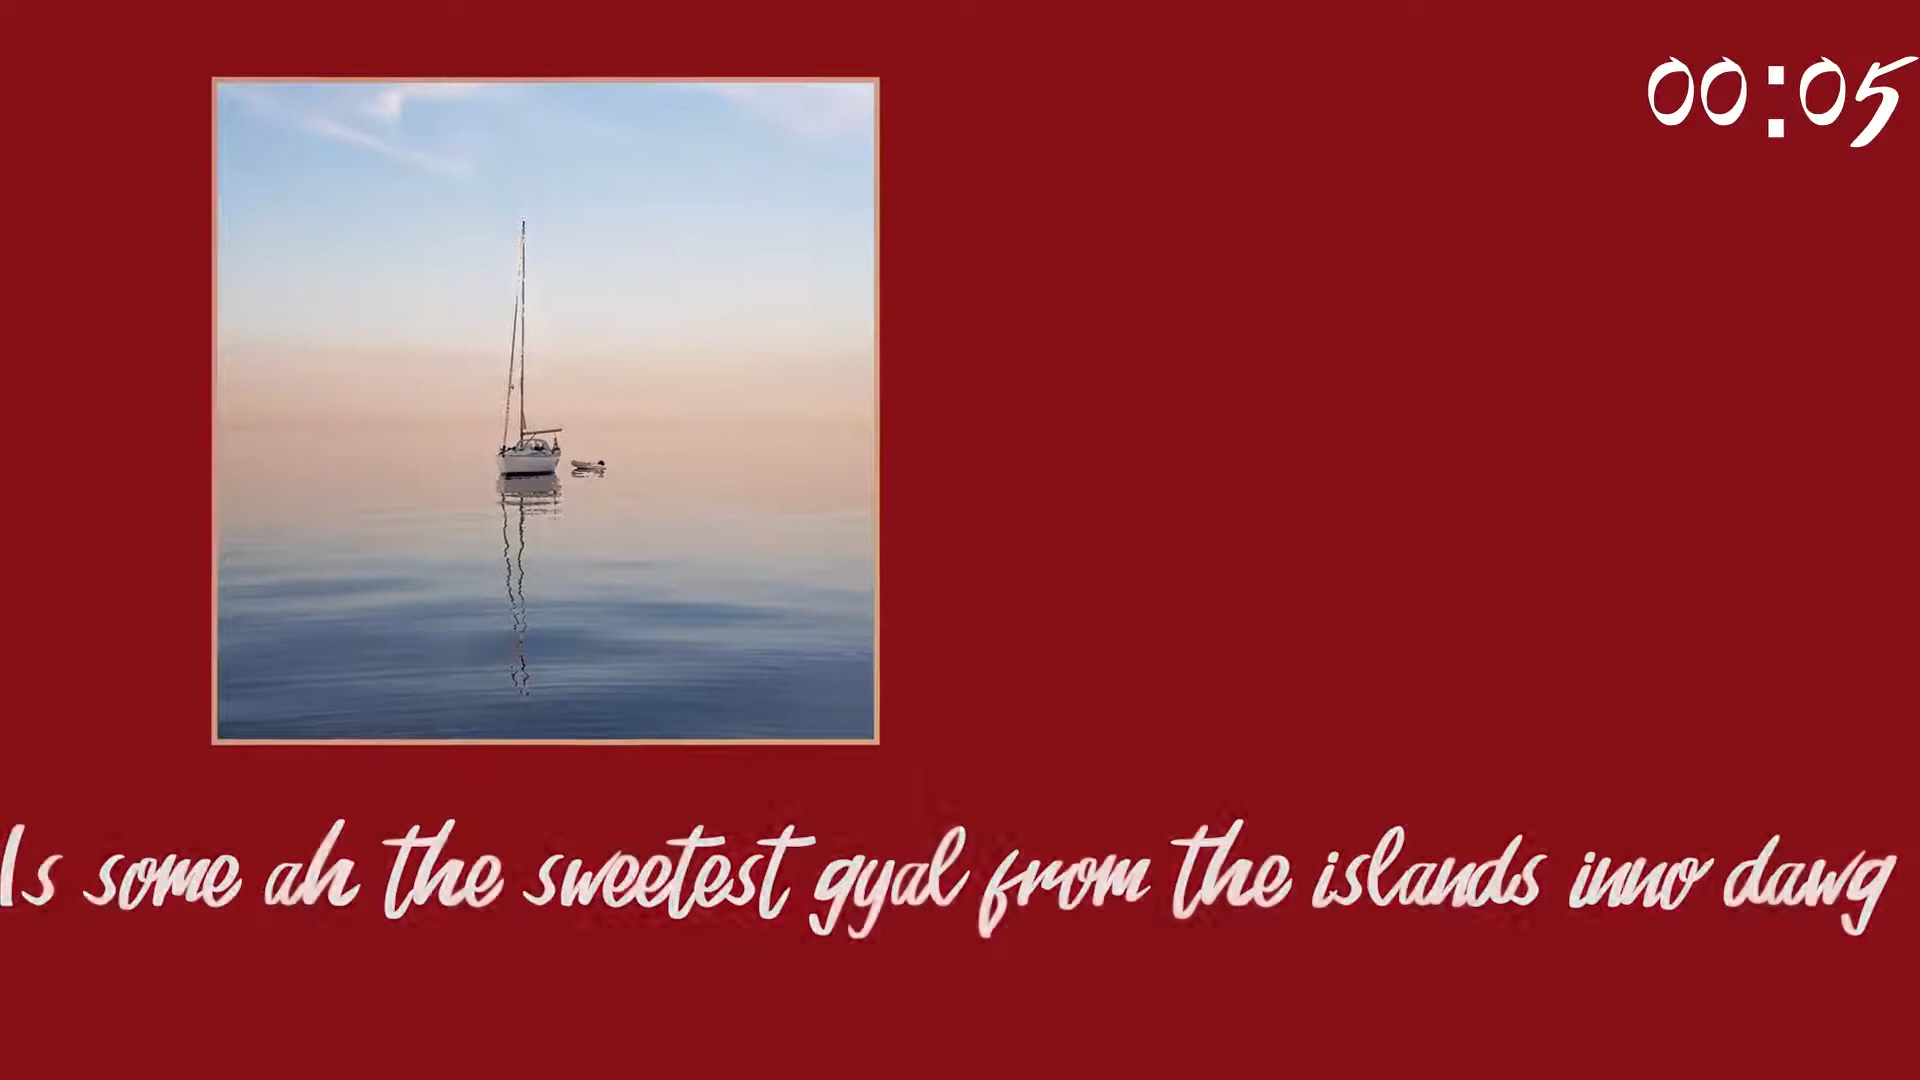 00:05
Is some ah the sweetest gyal from the islands inno dawg